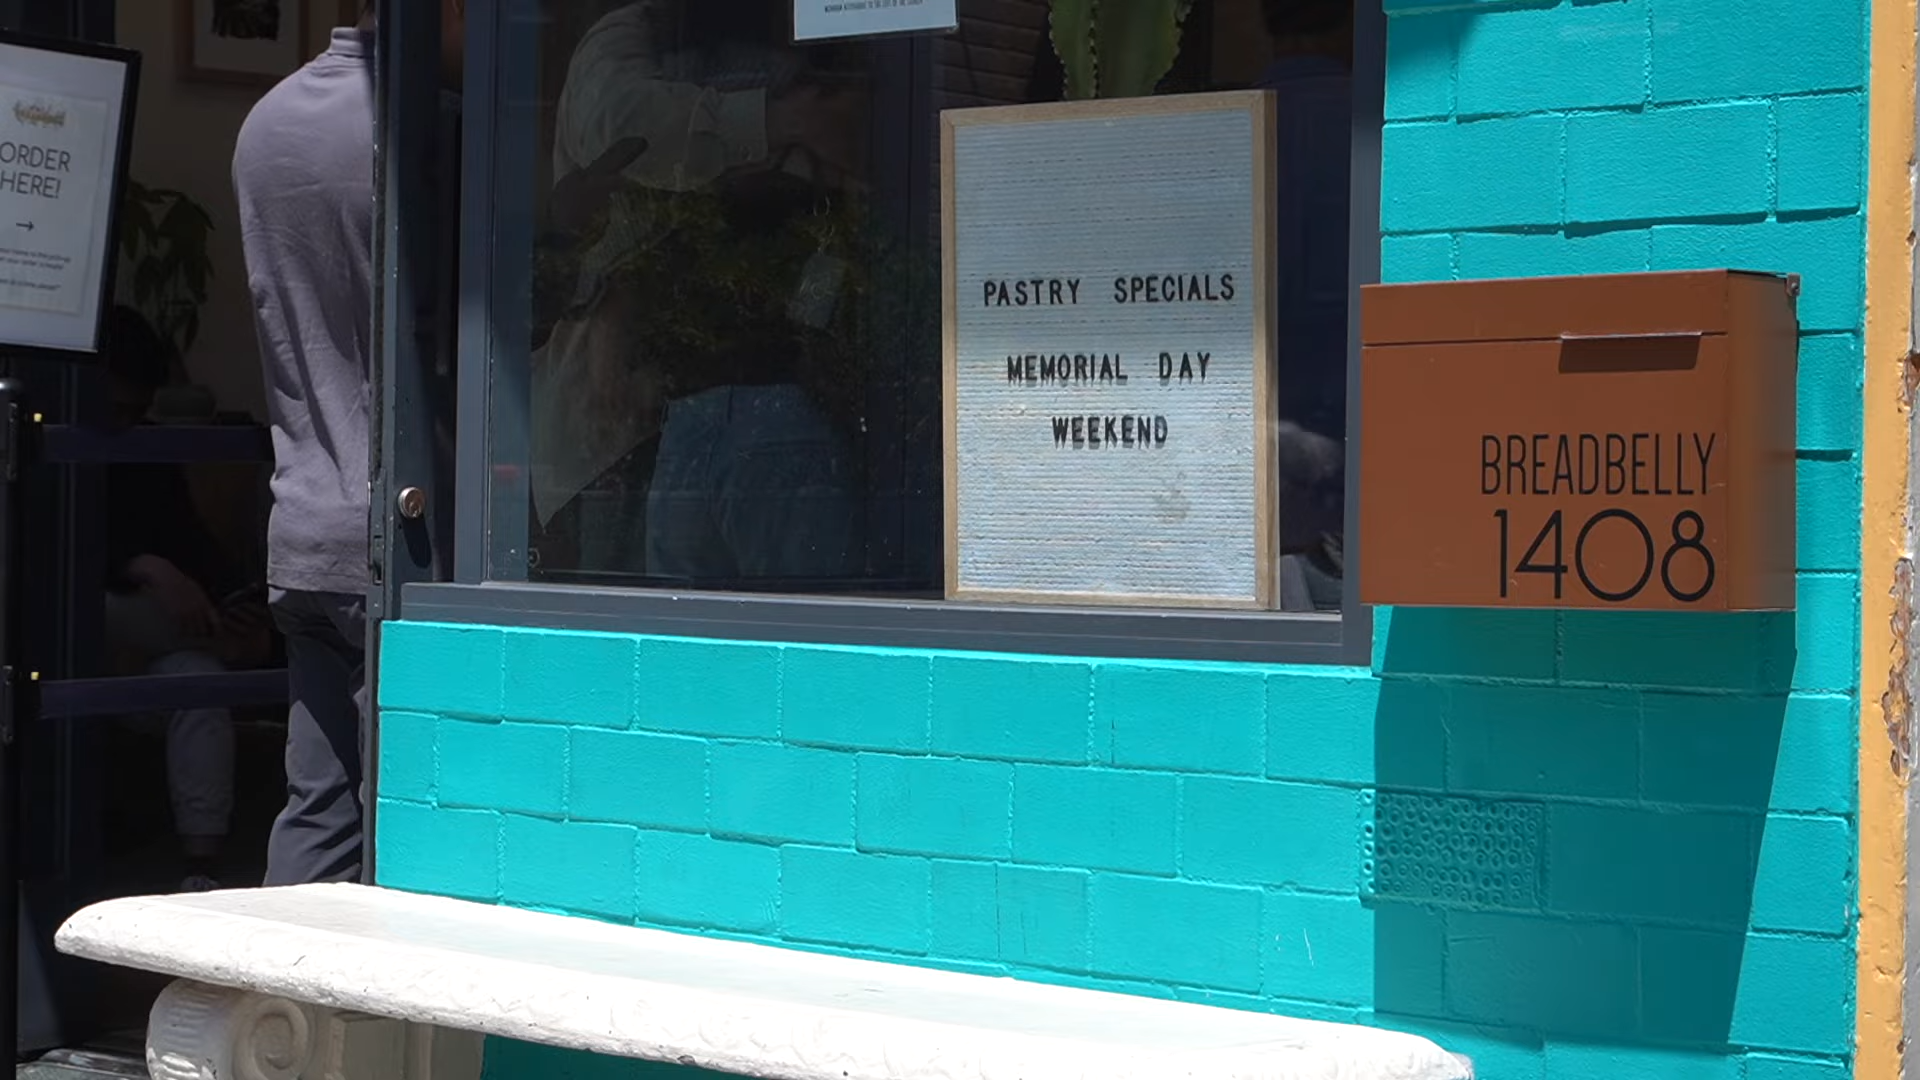 ORDER
HERE!
→
PASTRY SPECIALS
MEMORIAL DAY
WEEKEND
BREADBELLY
1408